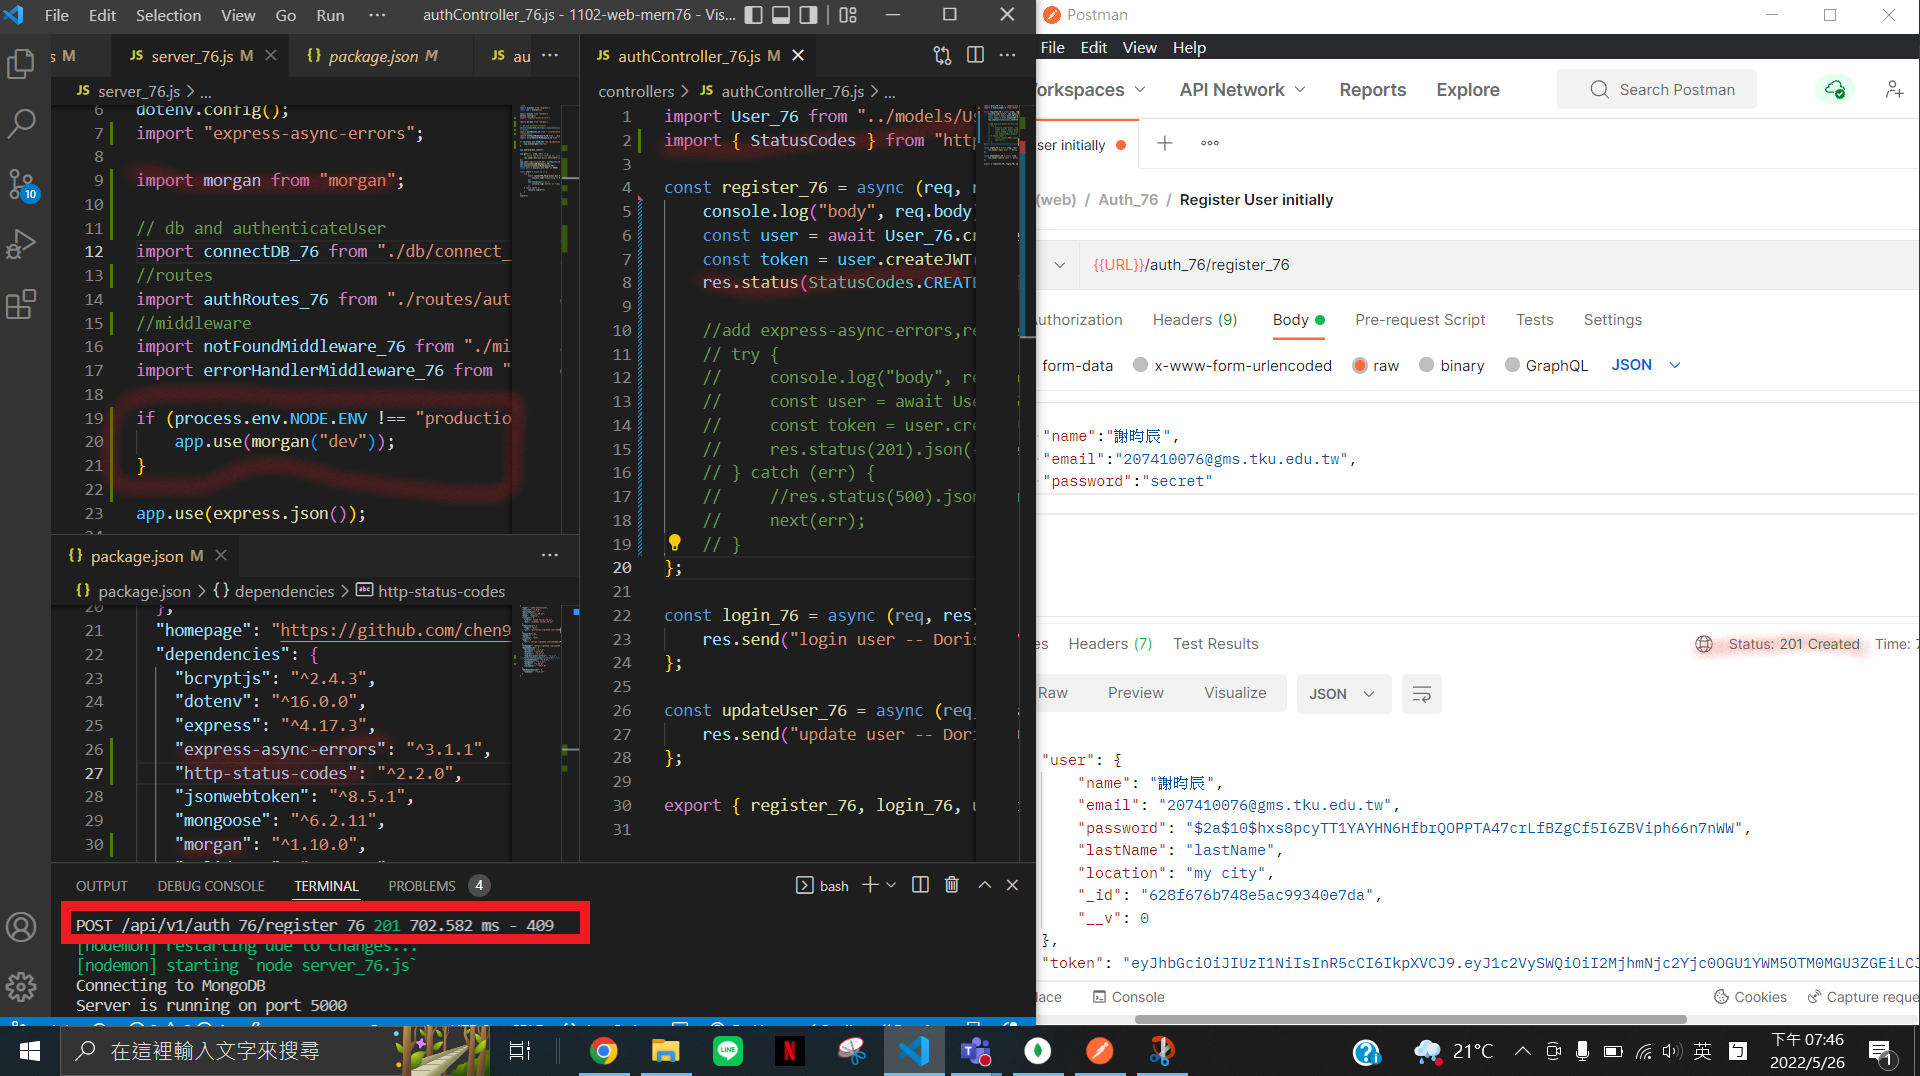 File Edit Selection View Go Run ··· authController_76.js - 1102-web-mern76 - Vis...
s M
JS server_76.js M
{} package.json M
JS au ···
JS server_76.js > ...
6 dotenv.config();
7 import "express-async-errors";
8
9 import morgan from "morgan";
10
11 // db and authenticateUser
12 import connectDB_76 from "./db/connect_
13 //routes
14 import authRoutes_76 from "./routes/aut
15 //middleware
16 import notFoundMiddleware_76 from "./mi
17 import errorHandlerMiddleware_76 from "
18
19 if (process.env.NODE.ENV !== "productio
20 app.use(morgan("dev"));
21 }
22
23 app.use(express.json());
10
{} package.json M
{} package.json > {} dependencies > abc http-status-codes
20 },
21 "homepage": "https://github.com/chen9
22 "dependencies": {
23 "bcryptjs": "^2.4.3",
24 "dotenv": "^16.0.0",
25 "express": "^4.17.3",
26 "express-async-errors": "^3.1.1",
27 "http-status-codes": "^2.2.0",
28 "jsonwebtoken": "^8.5.1",
29 "mongoose": "^6.2.11",
30 "morgan": "^1.10.0",
JS authController_76.js M
controllers > JS authController_76.js > ...
1 import User_76 from "../models/Us
2 import { StatusCodes } from "htt
3
4 const register_76 = async (req, r
5 console.log("body", req.body)
6 const user = await User_76.cr
7 const token = user.createJWT(
8 res.status(StatusCodes.CREATE
9
10 //add express-async-errors,re
11 // try {
12 // console.log("body", re
13 // const user = await Use
14 // const token = user.cre
15 // res.status(201).json(
16 // } catch (err) {
17 // //res.status(500).json
18 // next(err);
19 // }
20 };
21
22 const login_76 = async (req, res)
23 res.send("login user -- Doris
24 };
25
26 const updateUser_76 = async (req,
27 res.send("update user -- Dori
28 };
29
30 export { register_76, login_76, u
31
OUTPUT DEBUG CONSOLE TERMINAL PROBLEMS 4 bash
POST /api/v1/auth_76/register_76 201 702.582 ms - 409
[nodemon] restarting due to changes...
[nodemon] starting `node server_76.js`
Connecting to MongoDB
Server is running on port 5000
Postman
File Edit View Help
orkspaces API Network Reports Explore Search Postman
ser initially
(web) / Auth_76 / Register User initially
{{URL}}/auth_76/register_76
uthorization Headers (9) Body Pre-request Script Tests Settings
form-data x-www-form-urlencoded raw binary GraphQL JSON
"name":"謝昀辰",
"email":"207410076@gms.tku.edu.tw",
"password":"secret"
es Headers (7) Test Results Status: 201 Created Time: 7
Raw Preview Visualize JSON
"user": {
"name": "謝昀辰",
"email": "207410076@gms.tku.edu.tw",
"password": "$2a$10$hxs8pcyTT1YAYHN6HfbrQOPPTA47crLfBZgCf5I6ZBViph66n7nWW",
"lastName": "lastName",
"location": "my city",
"_id": "628f676b748e5ac99340e7da",
"__v": 0
},
"token": "eyJhbGciOiJIUzI1NiIsInR5cCI6IkpXVCJ9.eyJ1c2VySWQiOiI2MjhmNjc2Yjc0OGU1YWM5OTM0MGU3ZGEiLCJ
lace Console Cookies Capture reque
在這裡輸入文字來搜尋
LINE
N
21°C
英
下午 07:46
2022/5/26
1